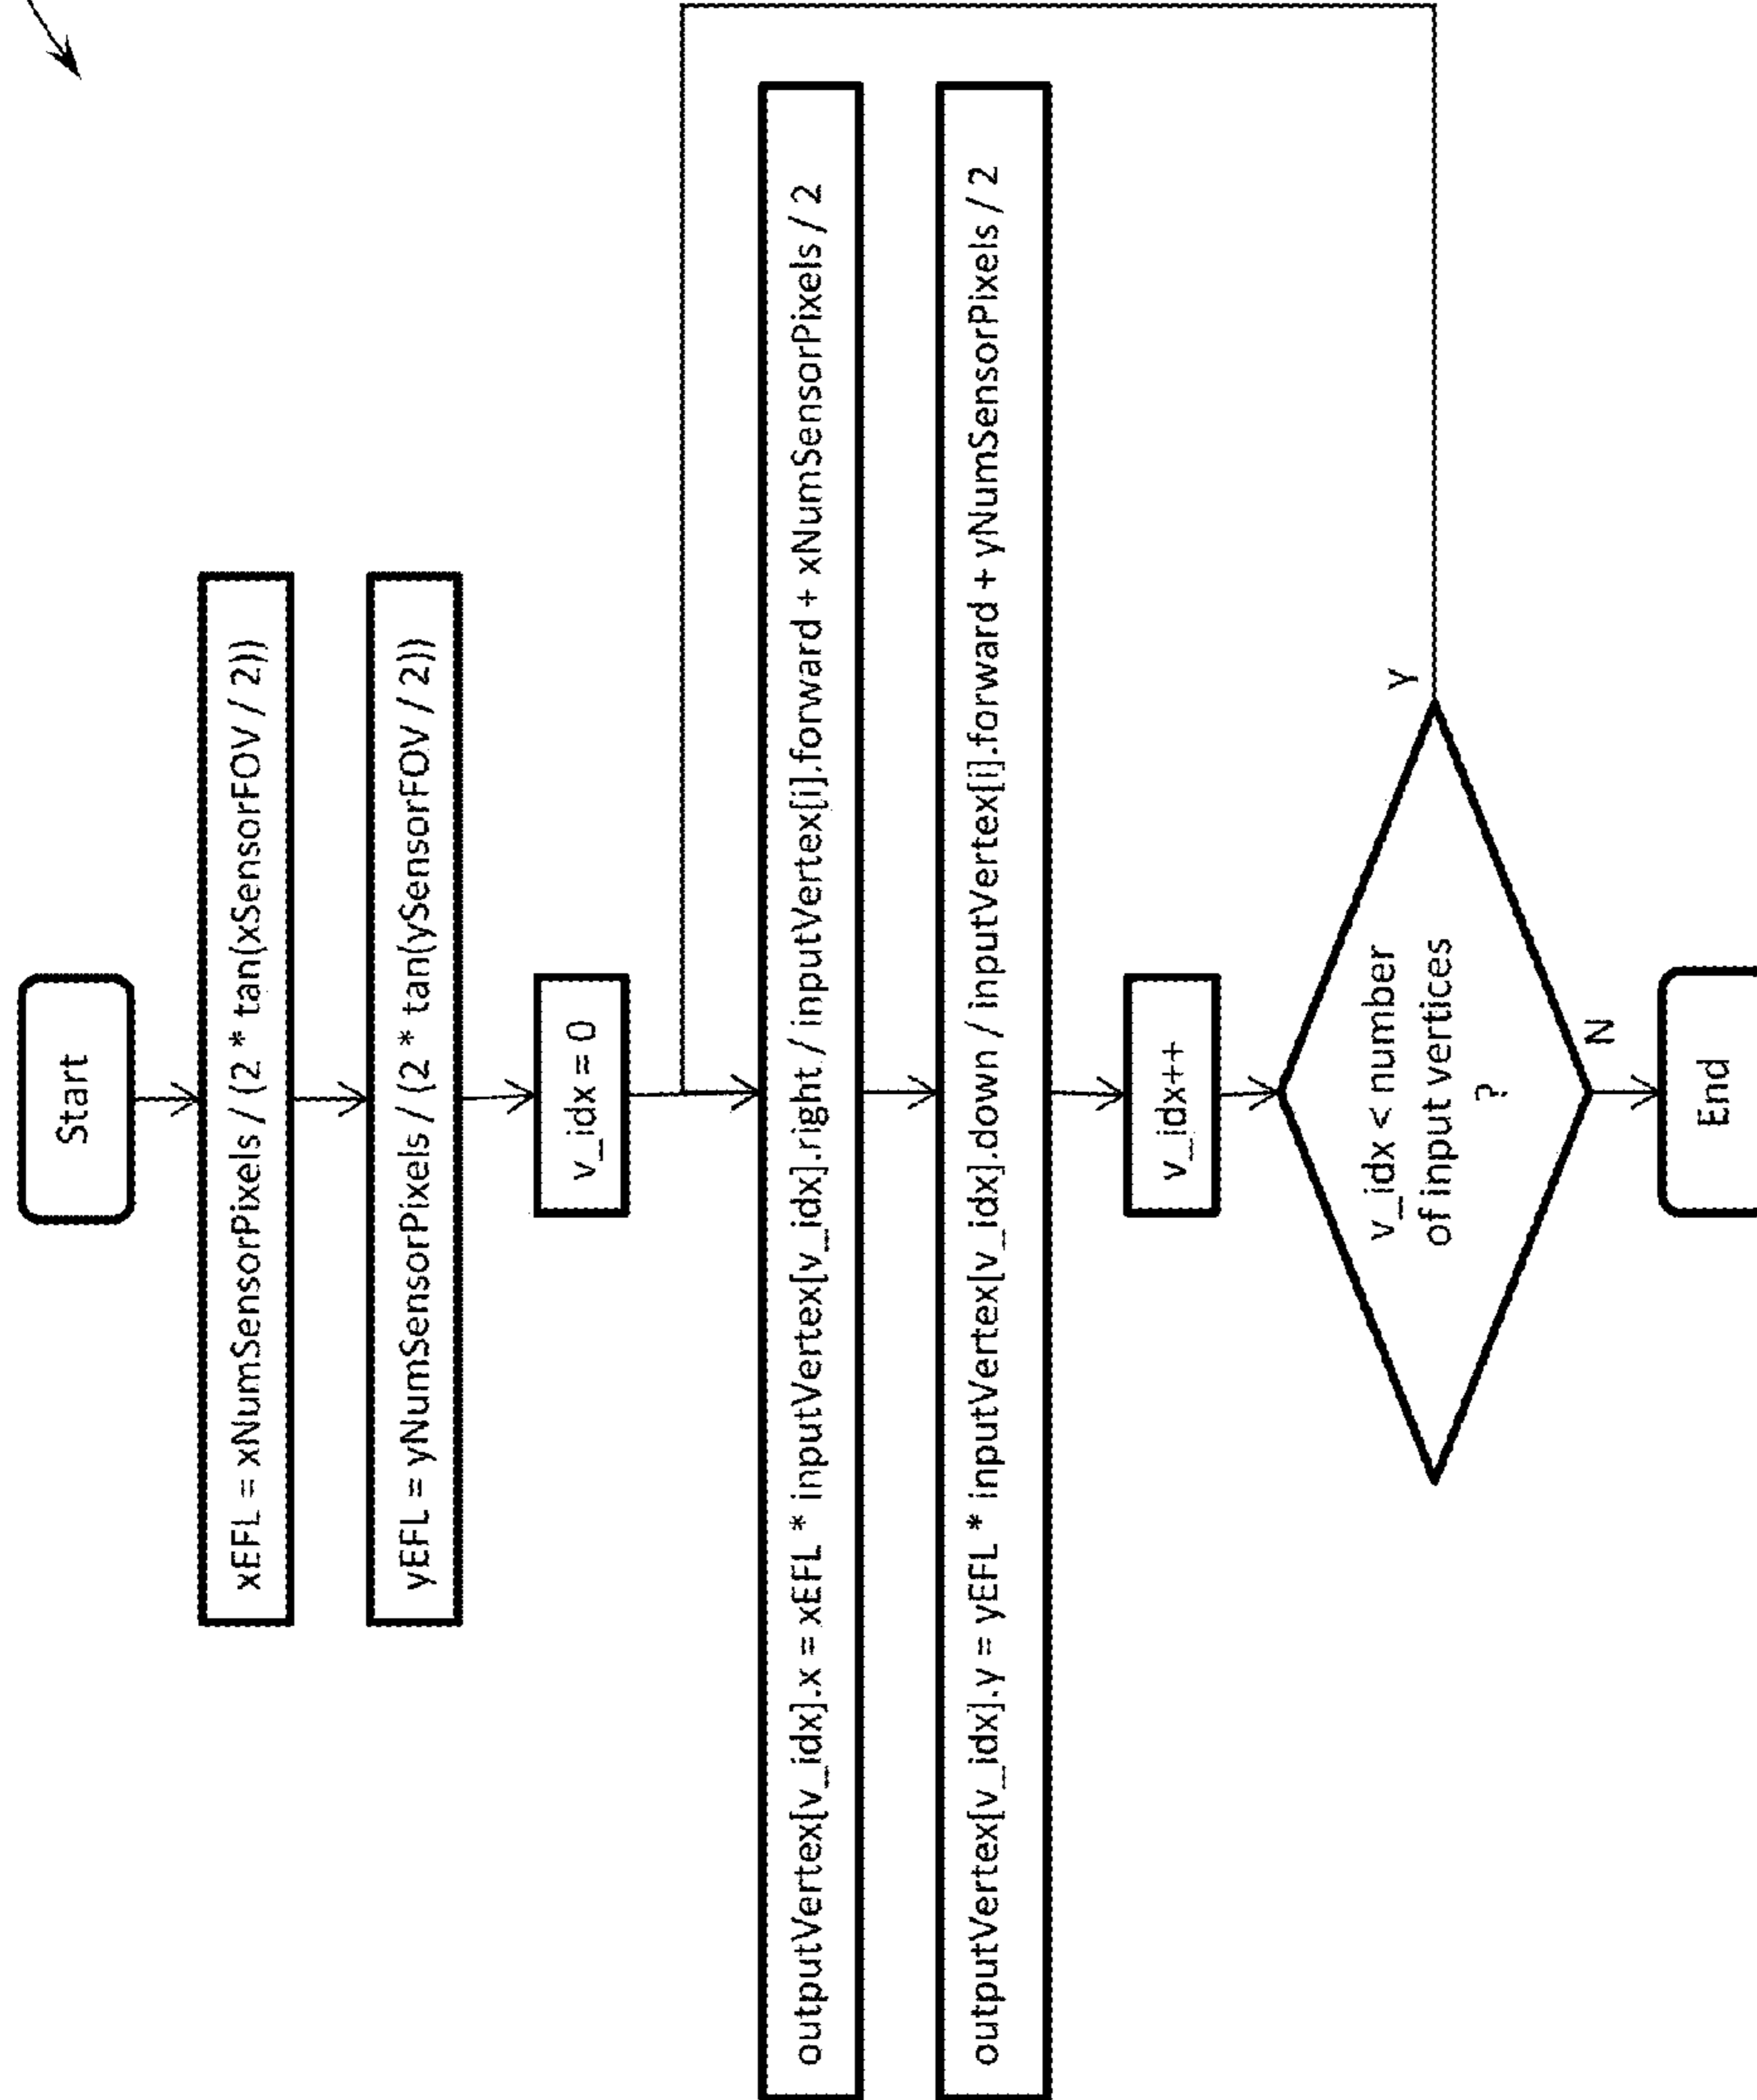 Start
xEFL = xNumSensorPixels / (2 * tan(xSensorFOV / 2))
yEFL = yNumSensorPixels / (2 * tan(ySensorFOV / 2))
v_idx = 0
outputVertex[v_idx].x = xEFL * inputVertex[v_idx].right / inputVertex[i].forward + xNumSensorPixels / 2
outputVertex[v_idx].y = yEFL * inputVertex[v_idx].down / inputVertex[i].forward + yNumSensorPixels / 2
v_idx++
v_idx < number
of input vertices
?
Y
N
End